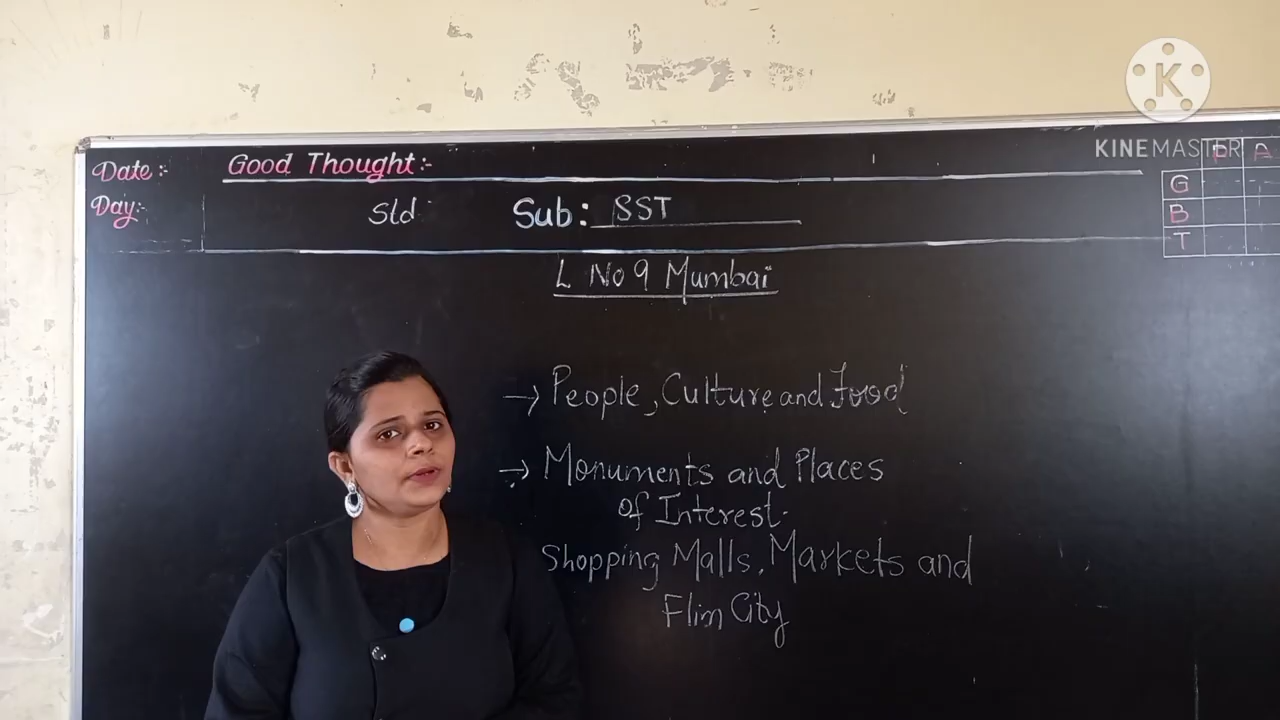 KINEMASTER
Date:-
Good Thought:-
Day:-
Std
Sub: SST
G
B
T
L No 9 Mumbai
→ People, Culture and Food
→ Monuments and Places
of Interest.
Shopping Malls, Markets and
Flim City